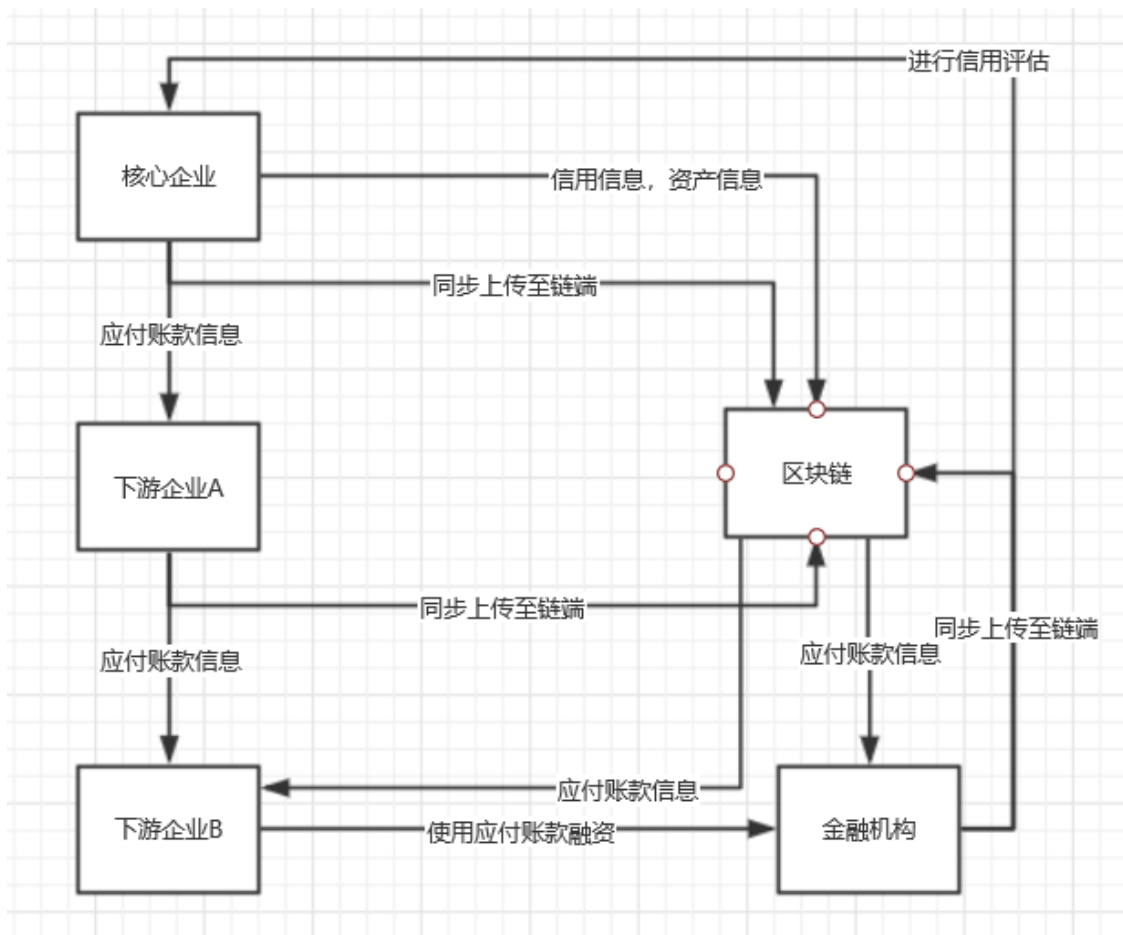 进行信用评估
核心企业
信用信息，资产信息
同步上传至链端
应付账款信息
区块链
下游企业A
同步上传至链端
同步上传至链端
应付账款信息
应付账款信息
应付账款信息
下游企业B
使用应付账款融资
金融机构